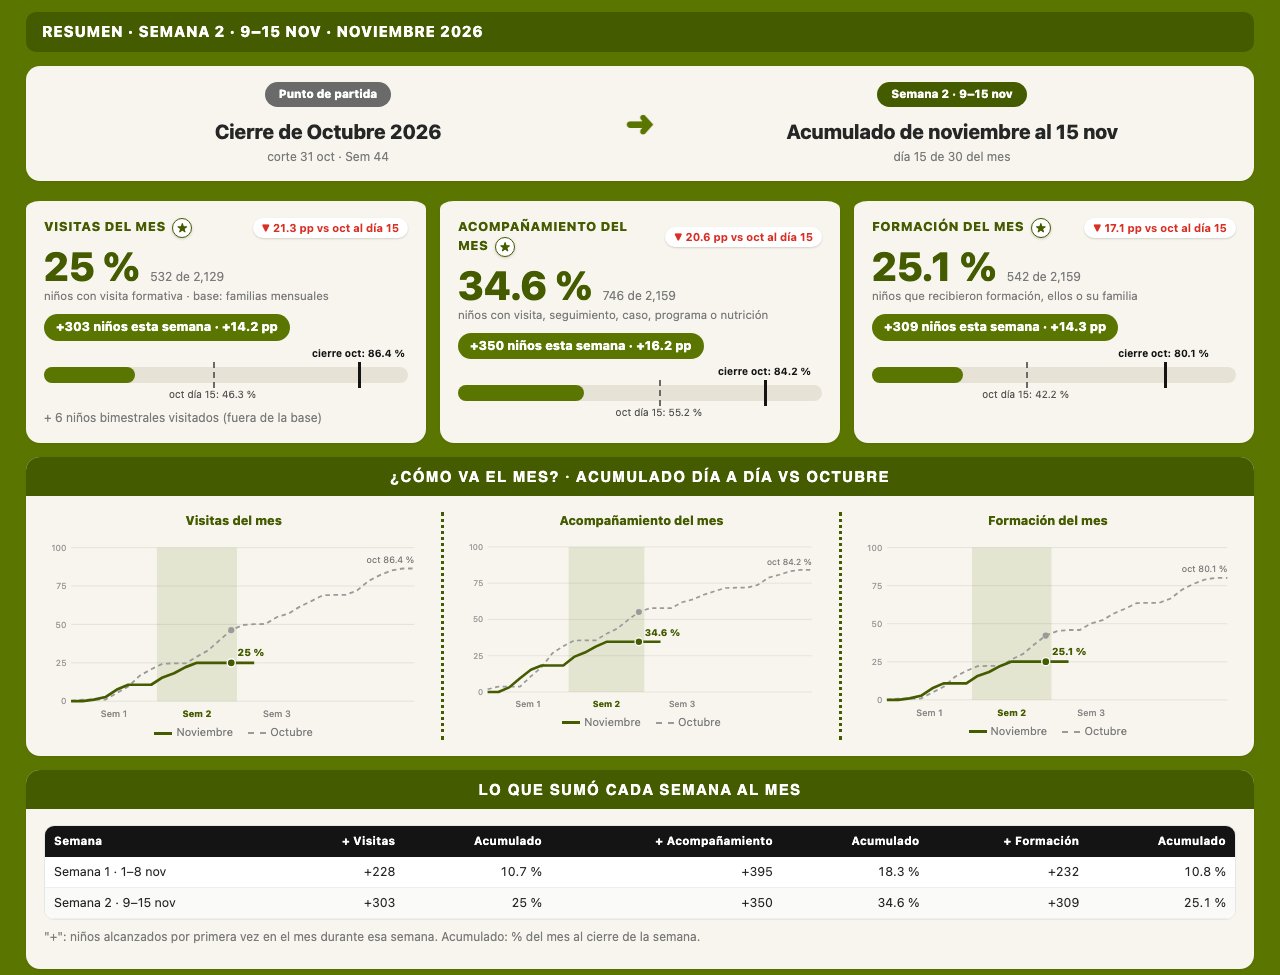 RESUMEN · SEMANA 2 · 9–15 NOV · NOVIEMBRE 2026
Punto de partida
Cierre de Octubre 2026
corte 31 oct · Sem 44
➜
Semana 2 · 9–15 nov
Acumulado de noviembre al 15 nov
día 15 de 30 del mes
VISITAS DEL MES ★
▼ 21.3 pp vs oct al día 15
25 % 532 de 2,129
niños con visita formativa · base: familias mensuales
+303 niños esta semana · +14.2 pp
cierre oct: 86.4 %
oct día 15: 46.3 %
+ 6 niños bimestrales visitados (fuera de la base)
ACOMPAÑAMIENTO DEL
MES ★
▼ 20.6 pp vs oct al día 15
34.6 % 746 de 2,159
niños con visita, seguimiento, caso, programa o nutrición
+350 niños esta semana · +16.2 pp
cierre oct: 84.2 %
oct día 15: 55.2 %
FORMACIÓN DEL MES ★
▼ 17.1 pp vs oct al día 15
25.1 % 542 de 2,159
niños que recibieron formación, ellos o su familia
+309 niños esta semana · +14.3 pp
cierre oct: 80.1 %
oct día 15: 42.2 %
¿CÓMO VA EL MES? · ACUMULADO DÍA A DÍA VS OCTUBRE
Visitas del mes
100
75
50
25
0
oct 86.4 %
25 %
Sem 1 Sem 2 Sem 3
Noviembre Octubre
Acompañamiento del mes
100
75
50
25
0
oct 84.2 %
34.6 %
Sem 1 Sem 2 Sem 3
Noviembre Octubre
Formación del mes
100
75
50
25
0
oct 80.1 %
25.1 %
Sem 1 Sem 2 Sem 3
Noviembre Octubre
LO QUE SUMÓ CADA SEMANA AL MES
Semana + Visitas Acumulado + Acompañamiento Acumulado + Formación Acumulado
Semana 1 · 1–8 nov +228 10.7 % +395 18.3 % +232 10.8 %
Semana 2 · 9–15 nov +303 25 % +350 34.6 % +309 25.1 %
"+": niños alcanzados por primera vez en el mes durante esa semana. Acumulado: % del mes al cierre de la semana.